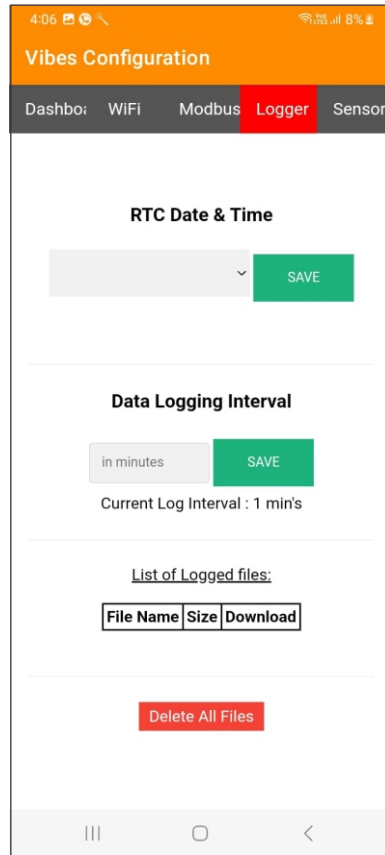 4:06 8%
Vibes Configuration
Dashboa WiFi Modbus Logger Sensor
RTC Date & Time
SAVE
Data Logging Interval
in minutes SAVE
Current Log Interval : 1 min's
List of Logged files:
File Name Size Download
Delete All Files